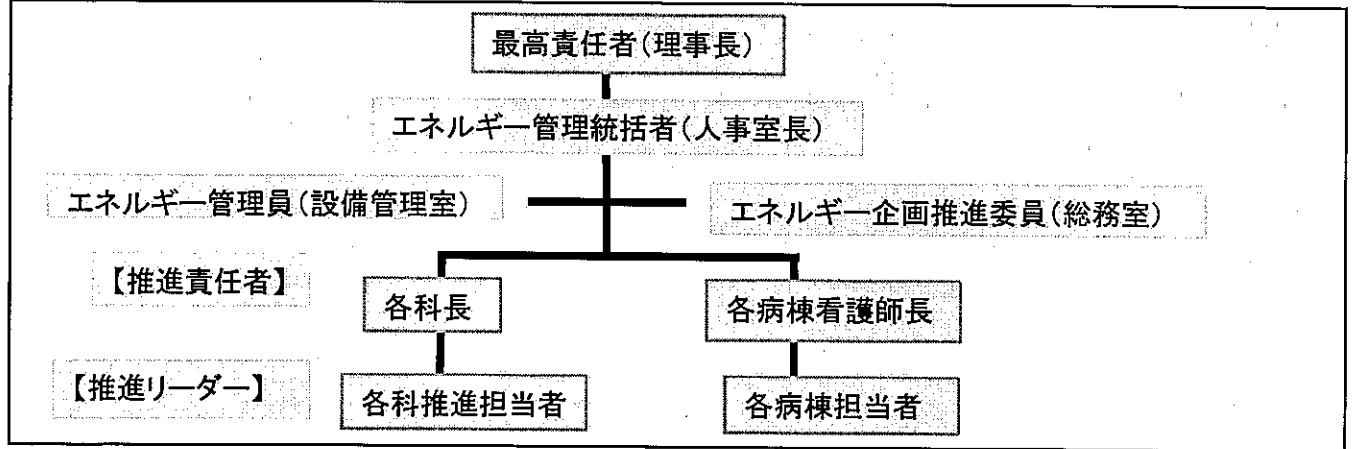 最高責任者(理事長)
エネルギー管理統括者(人事室長)
エネルギー管理員(設備管理室)
エネルギー企画推進委員(総務室)
【推進責任者】
各科長
各病棟看護師長
【推進リーダー】
各科推進担当者
各病棟担当者